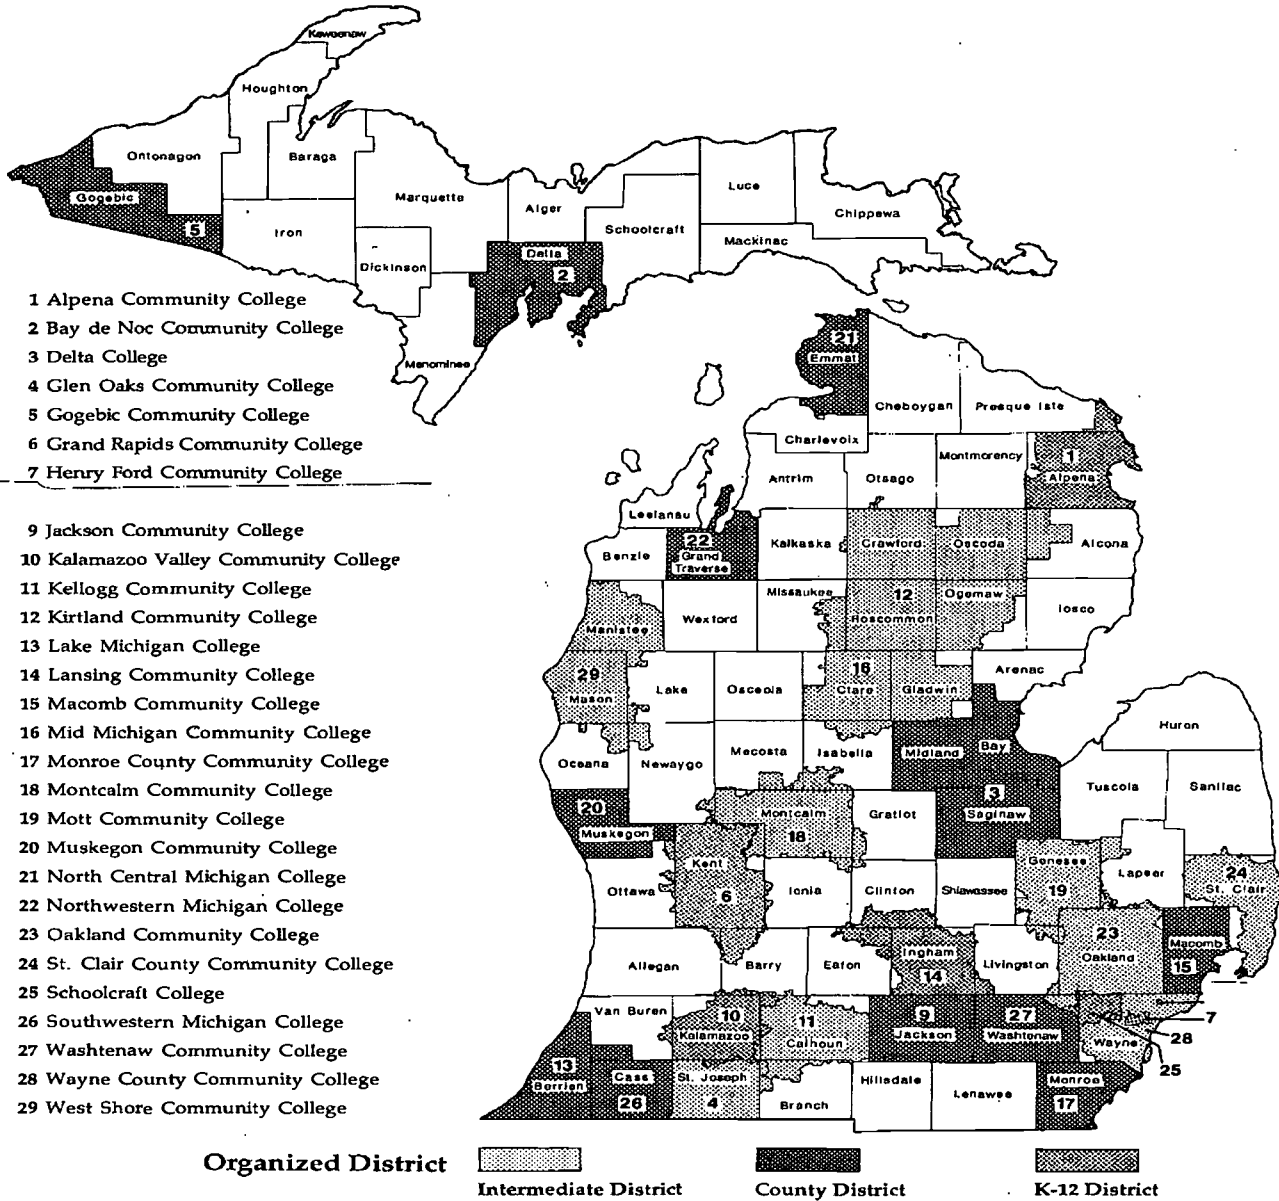 Keweenaw
Houghton
Ontonagon
Baraga
Gogebic
5
Iron
Marquette
Dickinson
Alger
Delta
2
Schoolcraft
Luce
Chippewa
Mackinac
Menominee
1 Alpena Community College
2 Bay de Noc Community College
3 Delta College
4 Glen Oaks Community College
5 Gogebic Community College
6 Grand Rapids Community College
7 Henry Ford Community College
9 Jackson Community College
10 Kalamazoo Valley Community College
11 Kellogg Community College
12 Kirtland Community College
13 Lake Michigan College
14 Lansing Community College
15 Macomb Community College
16 Mid Michigan Community College
17 Monroe County Community College
18 Montcalm Community College
19 Mott Community College
20 Muskegon Community College
21 North Central Michigan College
22 Northwestern Michigan College
23 Oakland Community College
24 St. Clair County Community College
25 Schoolcraft College
26 Southwestern Michigan College
27 Washtenaw Community College
28 Wayne County Community College
29 West Shore Community College
21
Emmat
Cheboygan
Presque Isle
Charlevoix
Antrim
Otsago
Montmorency
1
Alpena
Leelanau
Benzie
22
Grand
Traverse
Kalkaska
Crawford
Oscoda
Alcona
Manistee
Wexford
Missaukee
12
Roscommon
Ogemaw
Iosco
29
Mason
Lake
Osceola
16
Clare
Gladwin
Arenac
Oceana
Newaygo
Mecosta
Isabella
Midland
Bay
Huron
Tuscola
Sanilac
20
Muskegon
Montcalm
18
Gratiot
3
Saginaw
Kent
6
Ottawa
Ionia
Clinton
Shiawassee
Genesee
19
Lapeer
24
St. Clair
Allegan
Barry
Eaton
Ingham
14
Livingston
23
Oakland
Macomb
15
Van Buren
10
Kalamazoo
11
Calhoun
9
Jackson
27
Washtenaw
Wayne
7
28
25
13
Berrien
Cass
26
St. Joseph
4
Branch
Hillsdale
Lenawee
Monroe
17
Organized District
Intermediate District
County District
K-12 District